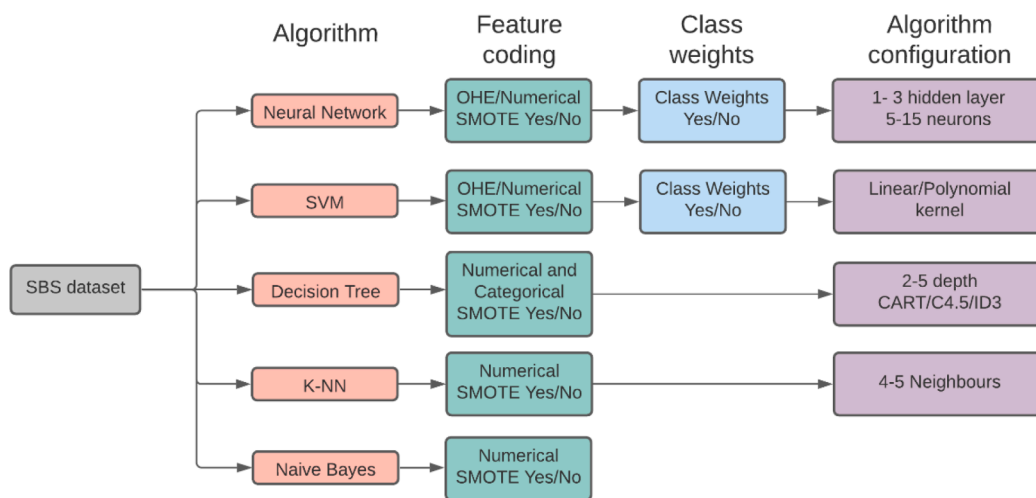 Algorithm
Feature
coding
Class
weights
Algorithm
configuration
Neural Network
OHE/Numerical
SMOTE Yes/No
Class Weights
Yes/No
1- 3 hidden layer
5-15 neurons
SVM
OHE/Numerical
SMOTE Yes/No
Class Weights
Yes/No
Linear/Polynomial
kernel
SBS dataset
Decision Tree
Numerical and
Categorical
SMOTE Yes/No
2-5 depth
CART/C4.5/ID3
K-NN
Numerical
SMOTE Yes/No
4-5 Neighbours
Naive Bayes
Numerical
SMOTE Yes/No